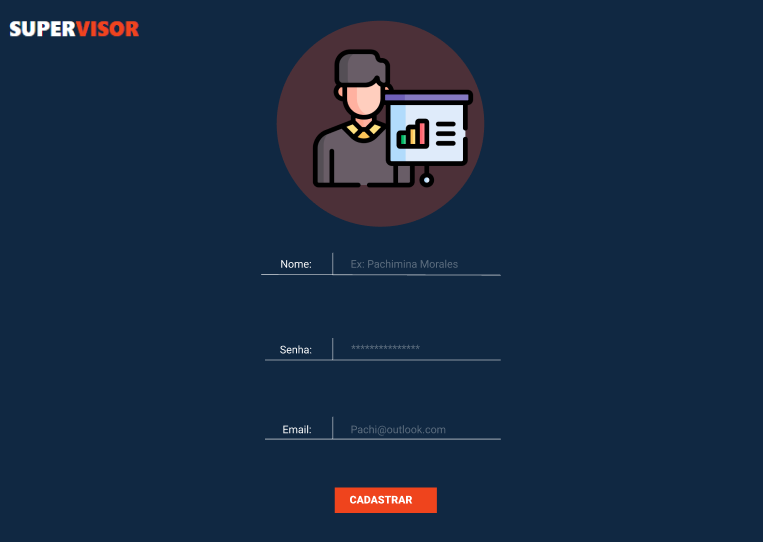 SUPERVISOR
Nome: Ex: Pachimina Morales
Senha: ***************
Email: Pachi@outlook.com
CADASTRAR